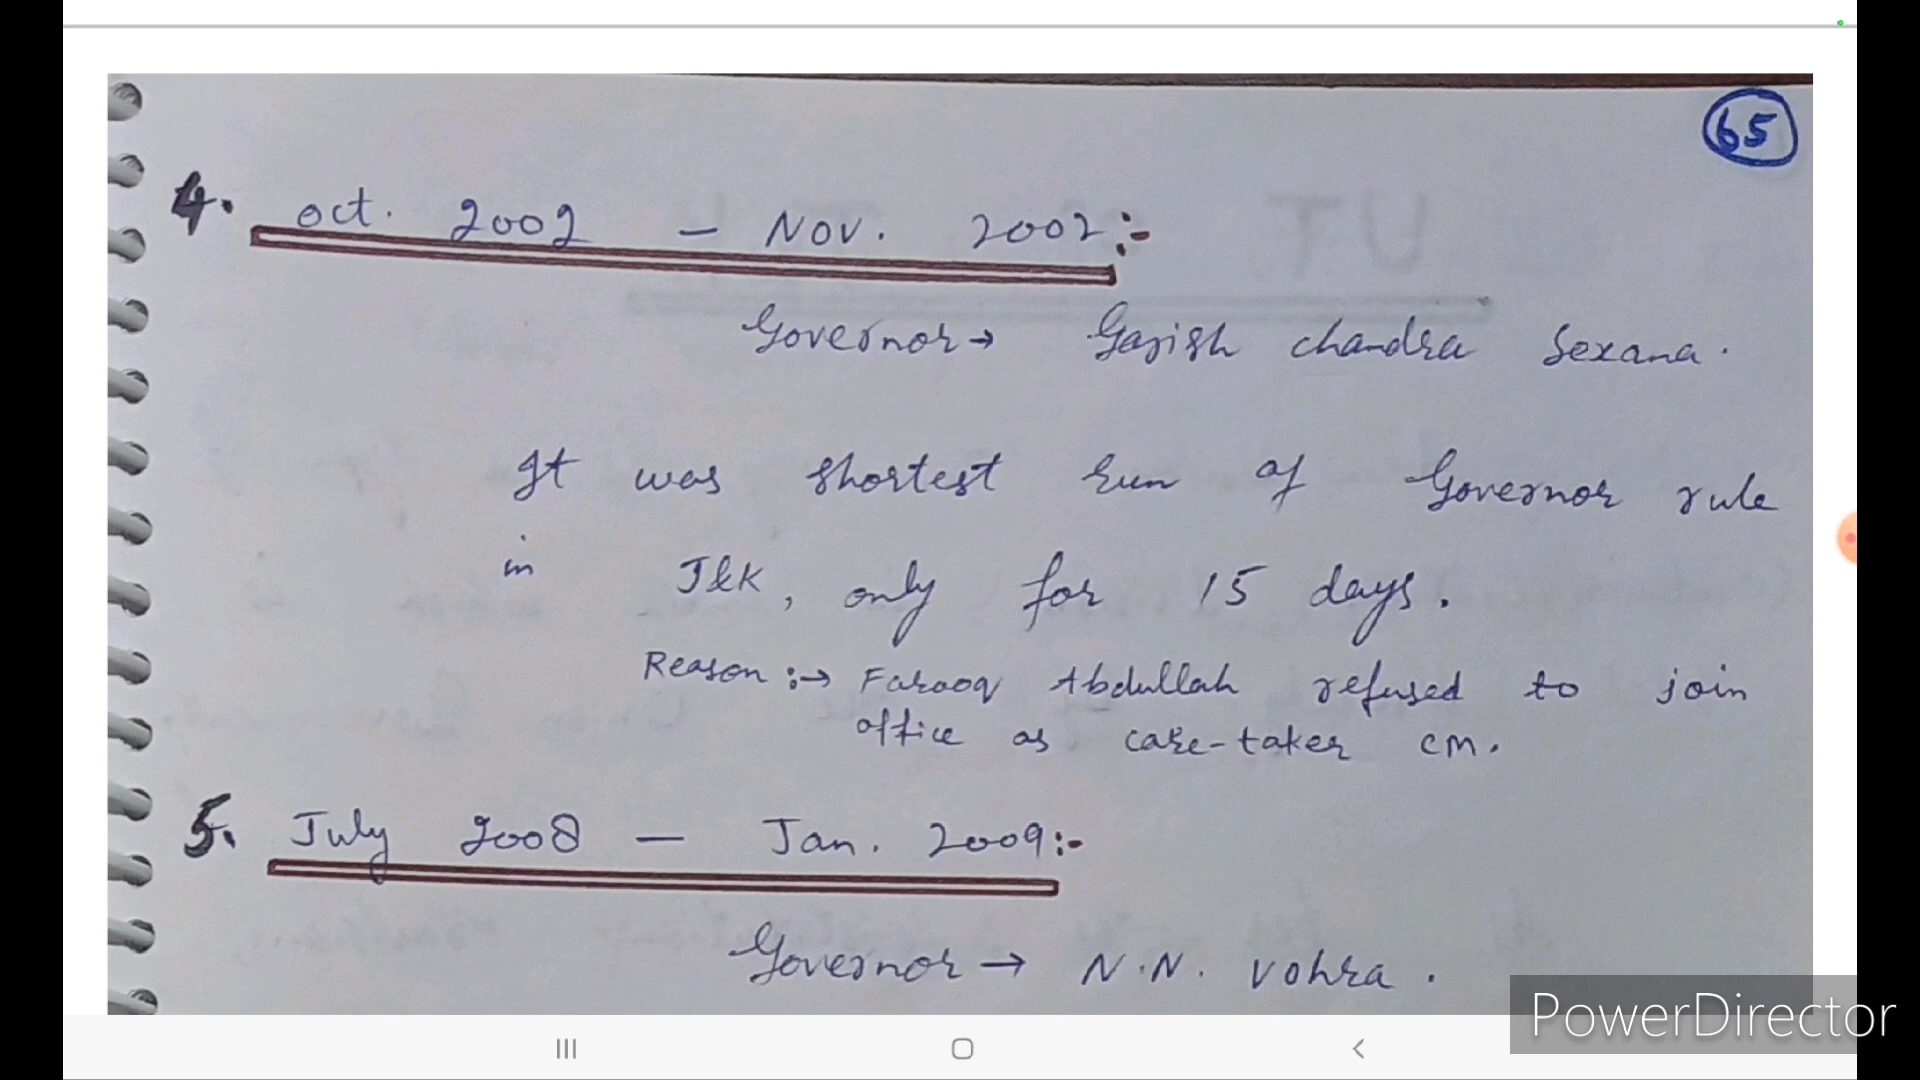 65
4. Oct. 2002 - Nov. 2002:-
Governor→ Garish chandra Sexana.
It was shortest run of Governor rule
in J&K, only for 15 days.
Reason :→ Farooq Abdullah refused to join
office as care-taker CM.
5. July 2008 - Jan. 2009:-
Governor → N.N. Vohra.
PowerDirector